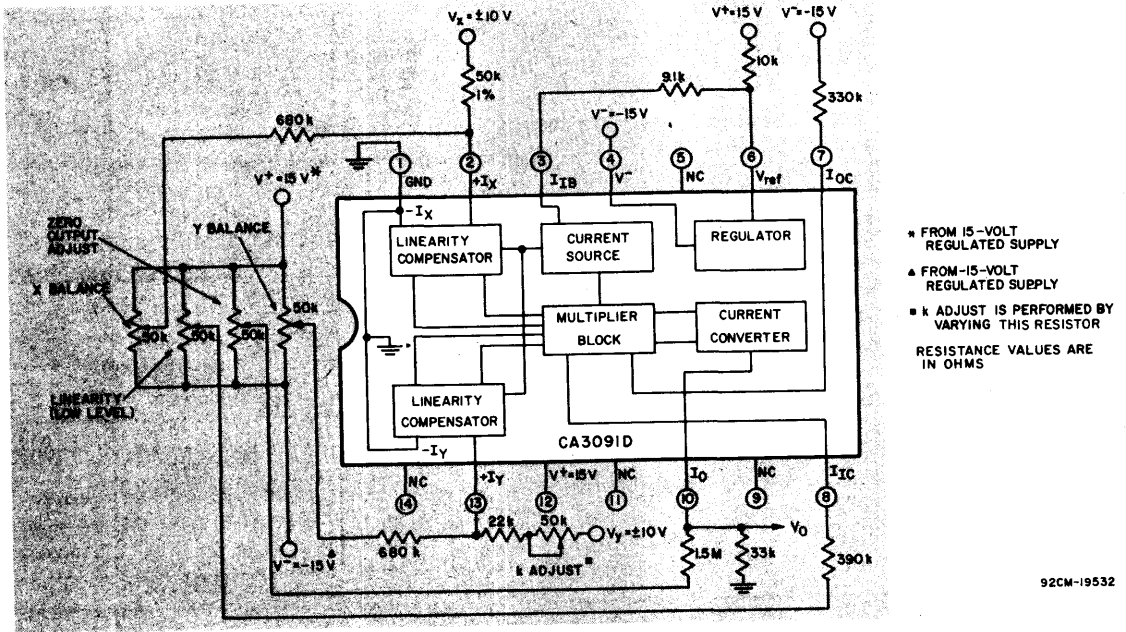 Vx=±10 V
V+=15V
V-=-15V
50k
1%
10k
9.1k
330k
680k
V-=-15V
1
2
3
4
5
6
7
GND
+IX
IIB
V-
NC
Vref
IOC
V+=15 V*
-IX
ZERO
OUTPUT
ADJUST
Y BALANCE
LINEARITY
COMPENSATOR
CURRENT
SOURCE
REGULATOR
* FROM 15-VOLT
REGULATED SUPPLY
▲ FROM-15-VOLT
REGULATED SUPPLY
■ k ADJUST IS PERFORMED BY
VARYING THIS RESISTOR
RESISTANCE VALUES ARE
IN OHMS
X BALANCE
50k
50k
50k
50k
MULTIPLIER
BLOCK
CURRENT
CONVERTER
LINEARITY
(LOW LEVEL)
LINEARITY
COMPENSATOR
CA3091D
-IY
NC
+IY
V+=15V
NC
IO
NC
IIC
14
13
12
11
10
9
8
V-=-15V▲
680 k
22k
50k
Vy=±10V
k ADJUST■
1.5M
33k
VO
390k
92CM-19532